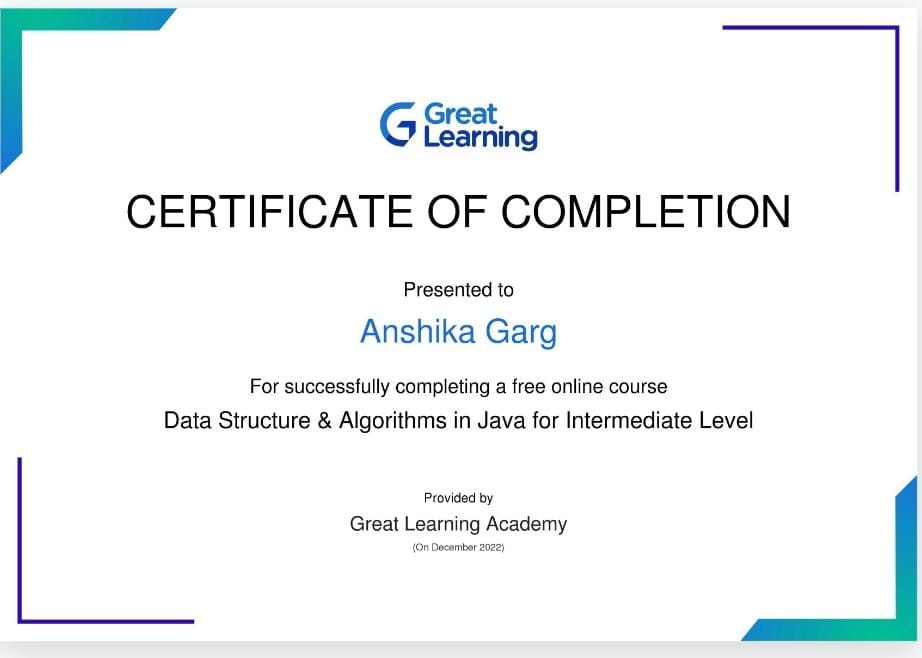 Great
Learning
CERTIFICATE OF COMPLETION
Presented to
Anshika Garg
For successfully completing a free online course
Data Structure & Algorithms in Java for Intermediate Level
Provided by
Great Learning Academy
(On December 2022)